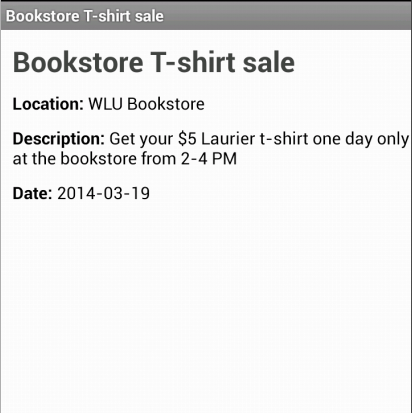 Bookstore T-shirt sale
Bookstore T-shirt sale
Location: WLU Bookstore
Description: Get your $5 Laurier t-shirt one day only
at the bookstore from 2-4 PM
Date: 2014-03-19